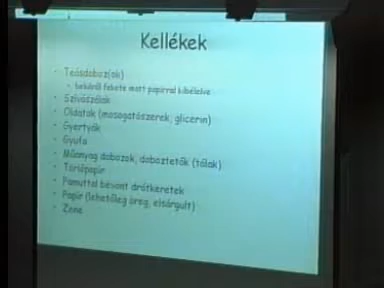 Kellékek
Teásdoboz(ok)
belülről fekete matt papírral kibélelve
Szívószálak
Oldatok (mosogatószerek, glicerin)
Gyertyák
Gyufa
Műanyag dobozok, doboztetők (tálak)
Törlőpapír
Pamuttal bevont drótkeretek
Papír (lehetőleg öreg, elsárgult)
Zene